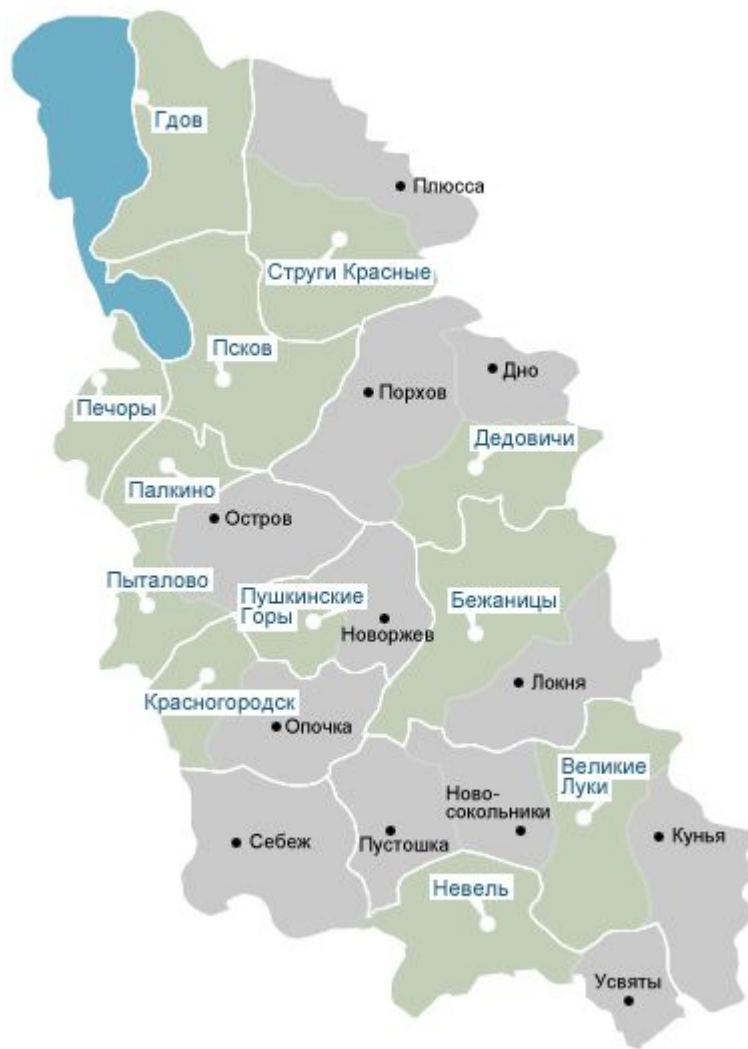 Гдов
Плюсса
Струги Красные
Псков
Дно
Порхов
Печоры
Дедовичи
Палкино
Остров
Пыталово
Пушкинские
Горы
Бежаницы
Новоржев
Локня
Красногородск
Опочка
Великие
Луки
Ново-
сокольники
Себеж
Пустошка
Кунья
Невель
Усвяты